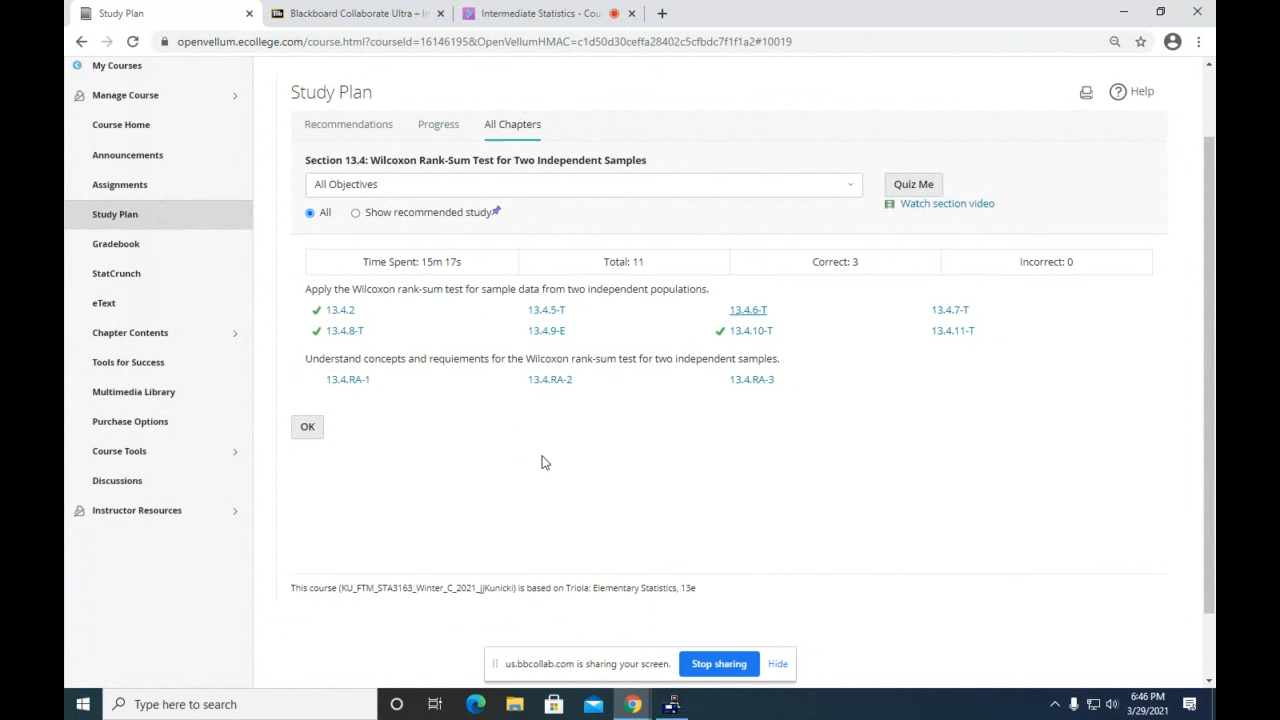 Study Plan
Blackboard Collaborate Ultra – In
Intermediate Statistics - Cou
openvellum.ecollege.com/course.html?courseId=16146195&OpenVellumHMAC=c1d50d30ceffa28402c5cfbdc7f1f1a2#10019
My Courses
Manage Course
Course Home
Announcements
Assignments
Study Plan
Gradebook
StatCrunch
eText
Chapter Contents
Tools for Success
Multimedia Library
Purchase Options
Course Tools
Discussions
Instructor Resources
Study Plan
Help
Recommendations Progress All Chapters
Section 13.4: Wilcoxon Rank-Sum Test for Two Independent Samples
All Objectives
Quiz Me
Watch section video
All Show recommended study
Time Spent: 15m 17s Total: 11 Correct: 3 Incorrect: 0
Apply the Wilcoxon rank-sum test for sample data from two independent populations.
13.4.2 13.4.5-T 13.4.6-T 13.4.7-T
13.4.8-T 13.4.9-E 13.4.10-T 13.4.11-T
Understand concepts and requiements for the Wilcoxon rank-sum test for two independent samples.
13.4.RA-1 13.4.RA-2 13.4.RA-3
OK
This course (KU_FTM_STA3163_Winter_C_2021_jjKunicki) is based on Triola: Elementary Statistics, 13e
us.bbcollab.com is sharing your screen. Stop sharing Hide
Type here to search
6:46 PM
3/29/2021